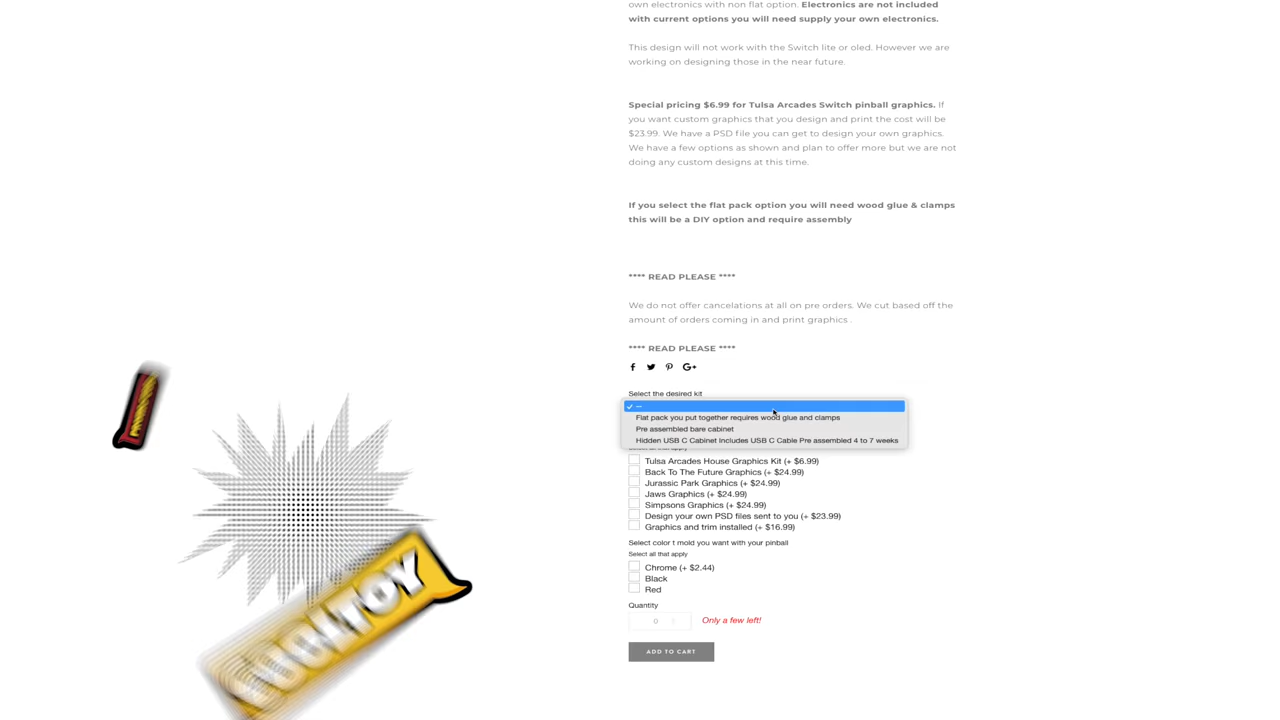 own electronics with non flat option. Electronics are not included
with current options you will need supply your own electronics.
This design will not work with the Switch lite or oled. However we are
working on designing those in the near future.
Special pricing $6.99 for Tulsa Arcades Switch pinball graphics. If
you want custom graphics that you design and print the cost will be
$23.99. We have a PSD file you can get to design your own graphics.
We have a few options as shown and plan to offer more but we are not
doing any custom designs at this time.
If you select the flat pack option you will need wood glue & clamps
this will be a DIY option and require assembly
**** READ PLEASE ****
We do not offer cancelations at all on pre orders. We cut based off the
amount of orders coming in and print graphics .
**** READ PLEASE ****
Select the desired kit
✓ --
Flat pack you put together requires wood glue and clamps
Pre assembled bare cabinet
Hidden USB C Cabinet Includes USB C Cable Pre assembled 4 to 7 weeks
Select all that apply
Tulsa Arcades House Graphics Kit (+ $6.99)
Back To The Future Graphics (+ $24.99)
Jurassic Park Graphics (+ $24.99)
Jaws Graphics (+ $24.99)
Simpsons Graphics (+ $24.99)
Design your own PSD files sent to you (+ $23.99)
Graphics and trim installed (+ $16.99)
Select color t mold you want with your pinball
Select all that apply
Chrome (+ $2.44)
Black
Red
Quantity
0
Only a few left!
ADD TO CART